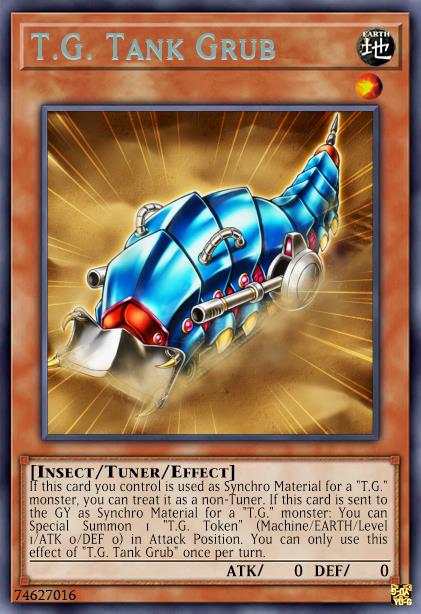 T.G. Tank Grub
EARTH
地
[Insect/Tuner/Effect]
If this card you control is used as Synchro Material for a "T.G."
monster, you can treat it as a non-Tuner. If this card is sent to
the GY as Synchro Material for a "T.G." monster: You can
Special Summon 1 "T.G. Token" (Machine/EARTH/Level
1/ATK 0/DEF 0) in Attack Position. You can only use this
effect of "T.G. Tank Grub" once per turn.
ATK/ 0 DEF/ 0
74627016